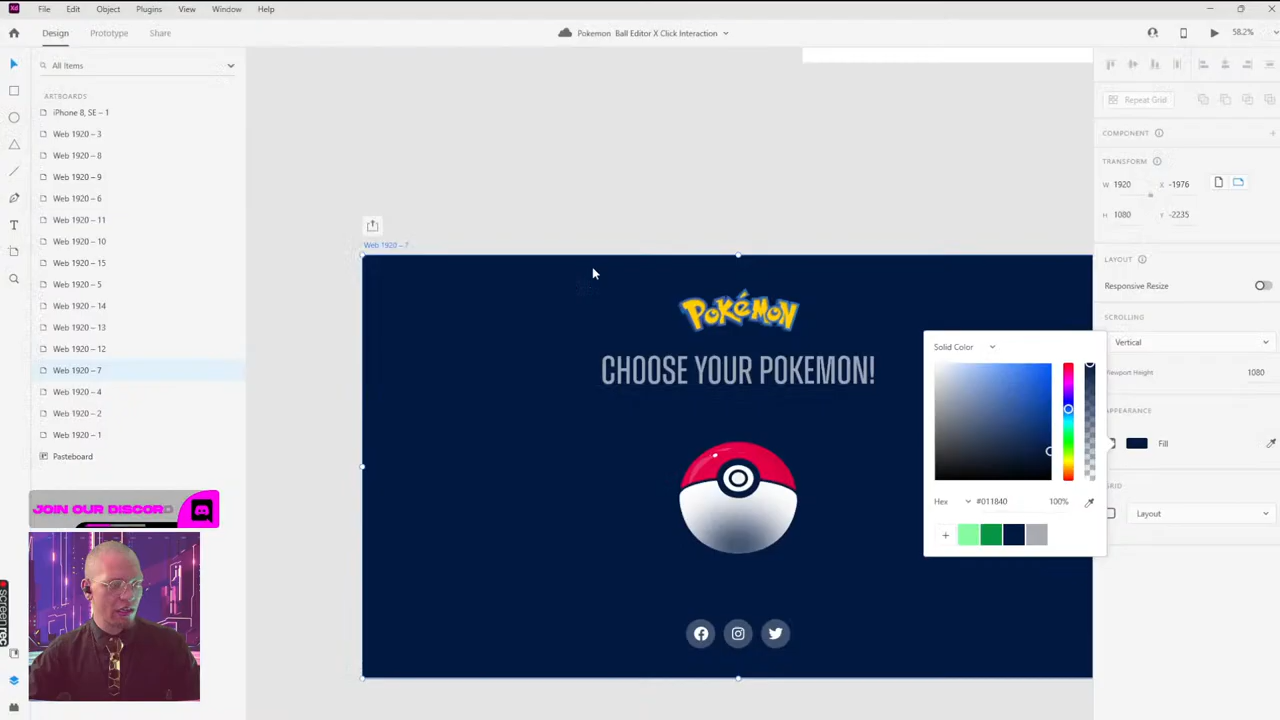 Xd File Edit Object Plugins View Window Help
Design Prototype Share
Pokemon Ball Editor X Click Interaction
58.2%
All Items
ARTBOARDS
iPhone 8, SE – 1
Web 1920 – 3
Web 1920 – 8
Web 1920 – 9
Web 1920 – 6
Web 1920 – 11
Web 1920 – 10
Web 1920 – 15
Web 1920 – 5
Web 1920 – 14
Web 1920 – 13
Web 1920 – 12
Web 1920 – 7
Web 1920 – 4
Web 1920 – 2
Web 1920 – 1
Pasteboard
JOIN OUR DISCORD
screenrec
Web 1920 – 7
POKéMON
CHOOSE YOUR POKEMON!
Solid Color
Hex #011840 100%
Repeat Grid
COMPONENT
TRANSFORM
W 1920 X -1976
H 1080 Y -2235
LAYOUT
Responsive Resize
SCROLLING
Vertical
Viewport Height 1080
APPEARANCE
Fill
GRID
Layout